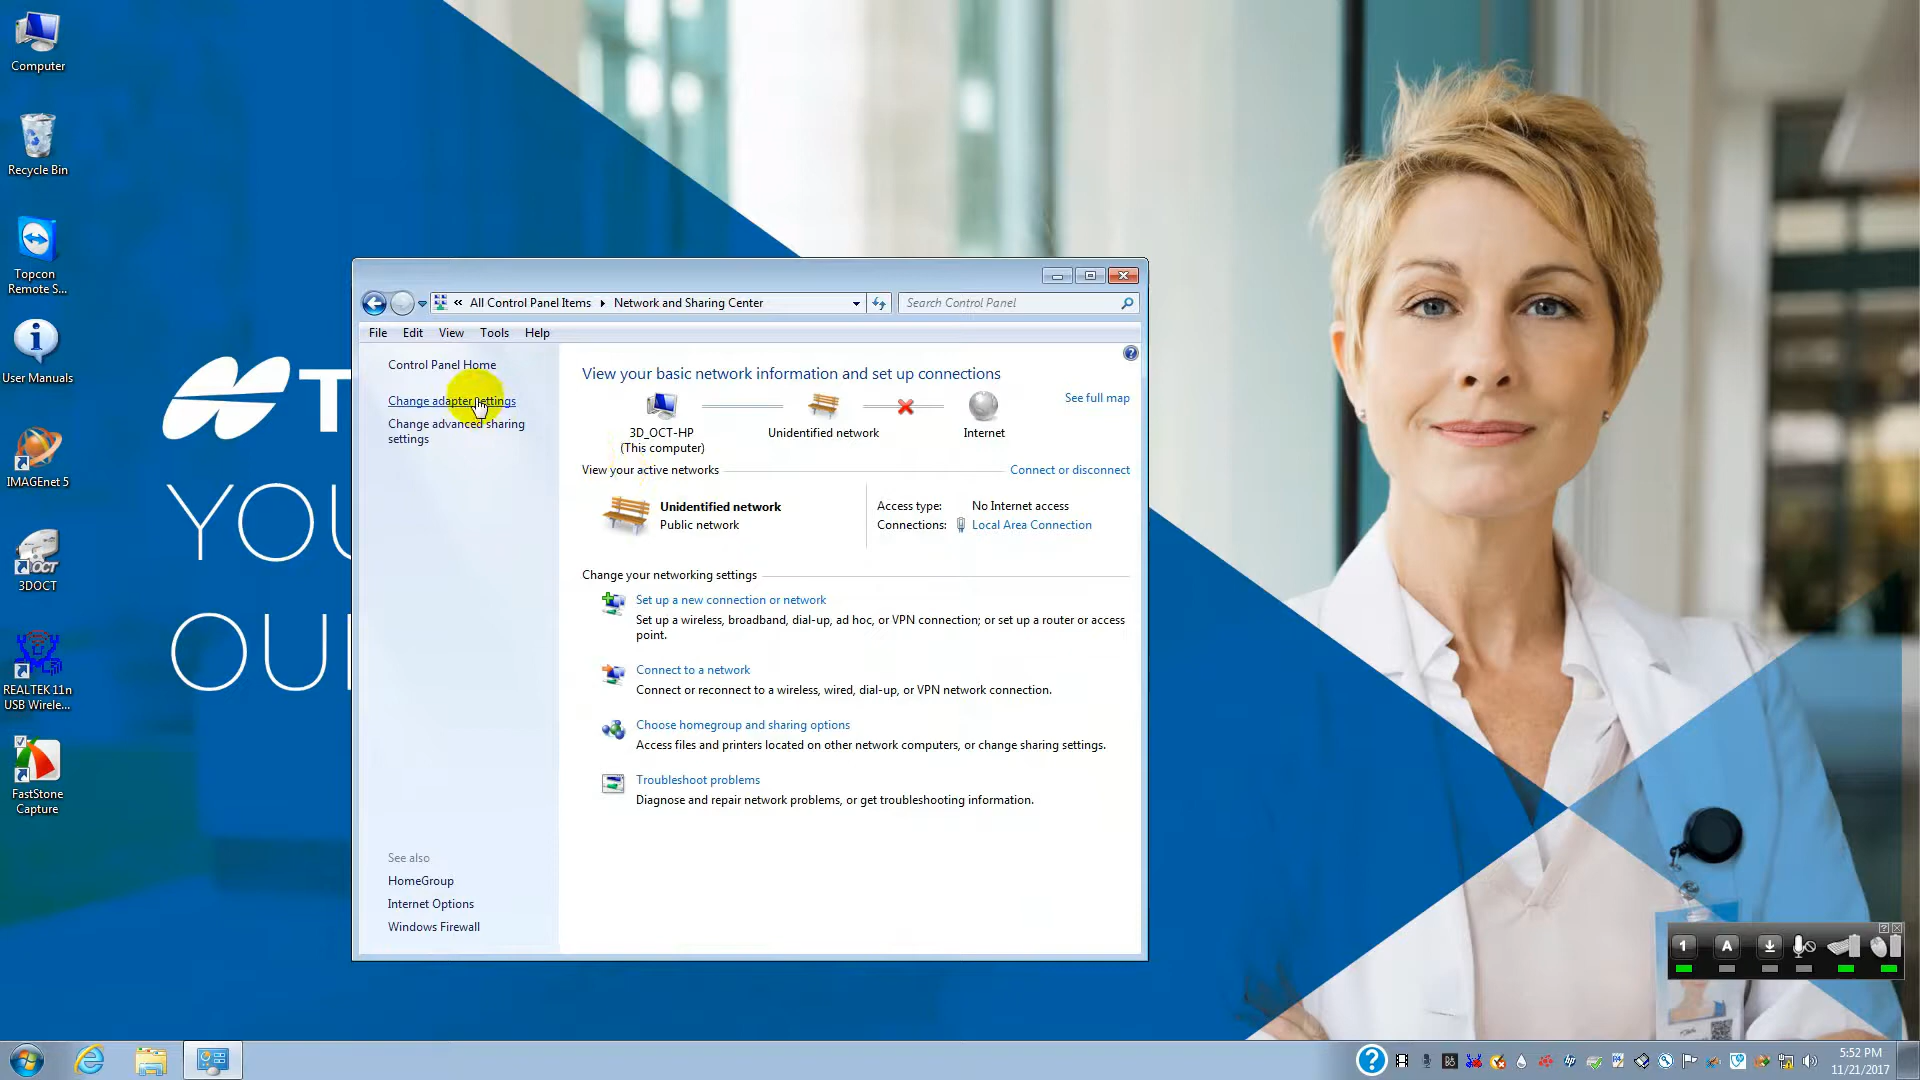 Computer
Recycle Bin
Topcon
Remote S...
User Manuals
IMAGEnet 5
3DOCT
REALTEK 11n
USB Wirele...
FastStone
Capture
T
YOU
OUR
« All Control Panel Items Network and Sharing Center
Search Control Panel
File Edit View Tools Help
Control Panel Home
Change adapter settings
Change advanced sharing
settings
See also
HomeGroup
Internet Options
Windows Firewall
View your basic network information and set up connections
See full map
3D_OCT-HP
(This computer)
Unidentified network
Internet
View your active networks
Connect or disconnect
Unidentified network
Public network
Access type: No Internet access
Connections: Local Area Connection
Change your networking settings
Set up a new connection or network
Set up a wireless, broadband, dial-up, ad hoc, or VPN connection; or set up a router or access
point.
Connect to a network
Connect or reconnect to a wireless, wired, dial-up, or VPN network connection.
Choose homegroup and sharing options
Access files and printers located on other network computers, or change sharing settings.
Troubleshoot problems
Diagnose and repair network problems, or get troubleshooting information.
1 A
5:52 PM
11/21/2017